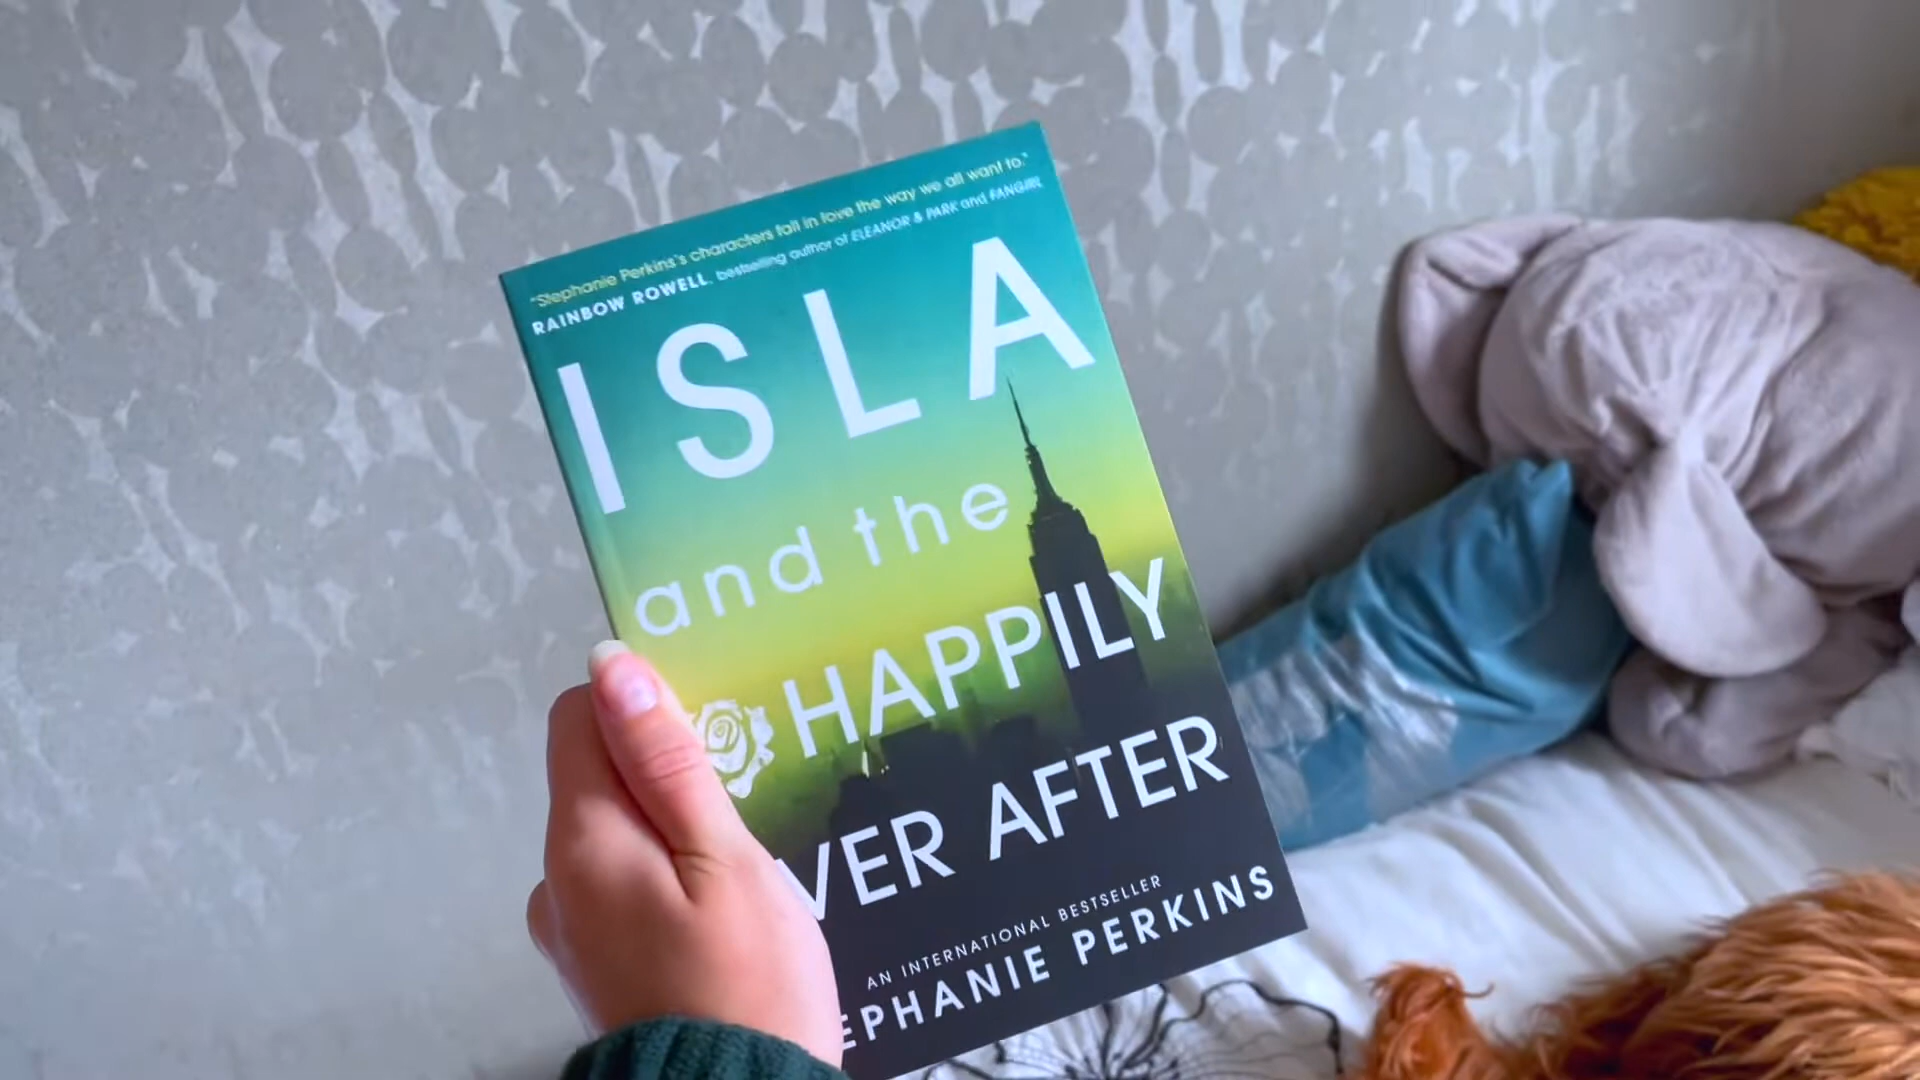 "Stephanie Perkins's characters fall in love the way we all want to."
RAINBOW ROWELL, bestselling author of ELEANOR & PARK and FANGIRL
ISLA
and the
HAPPILY
VER AFTER
AN INTERNATIONAL BESTSELLER
EPHANIE PERKINS